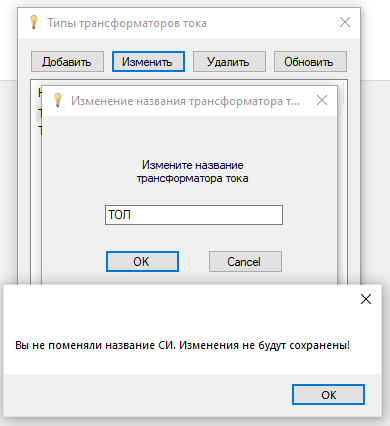 Типы трансформаторов тока
Добавить
Изменить
Удалить
Обновить
Изменение названия трансформатора т...
Измените название
трансформатора тока
ТОЛ
OK
Cancel
Вы не поменяли название СИ. Изменения не будут сохранены!
OK